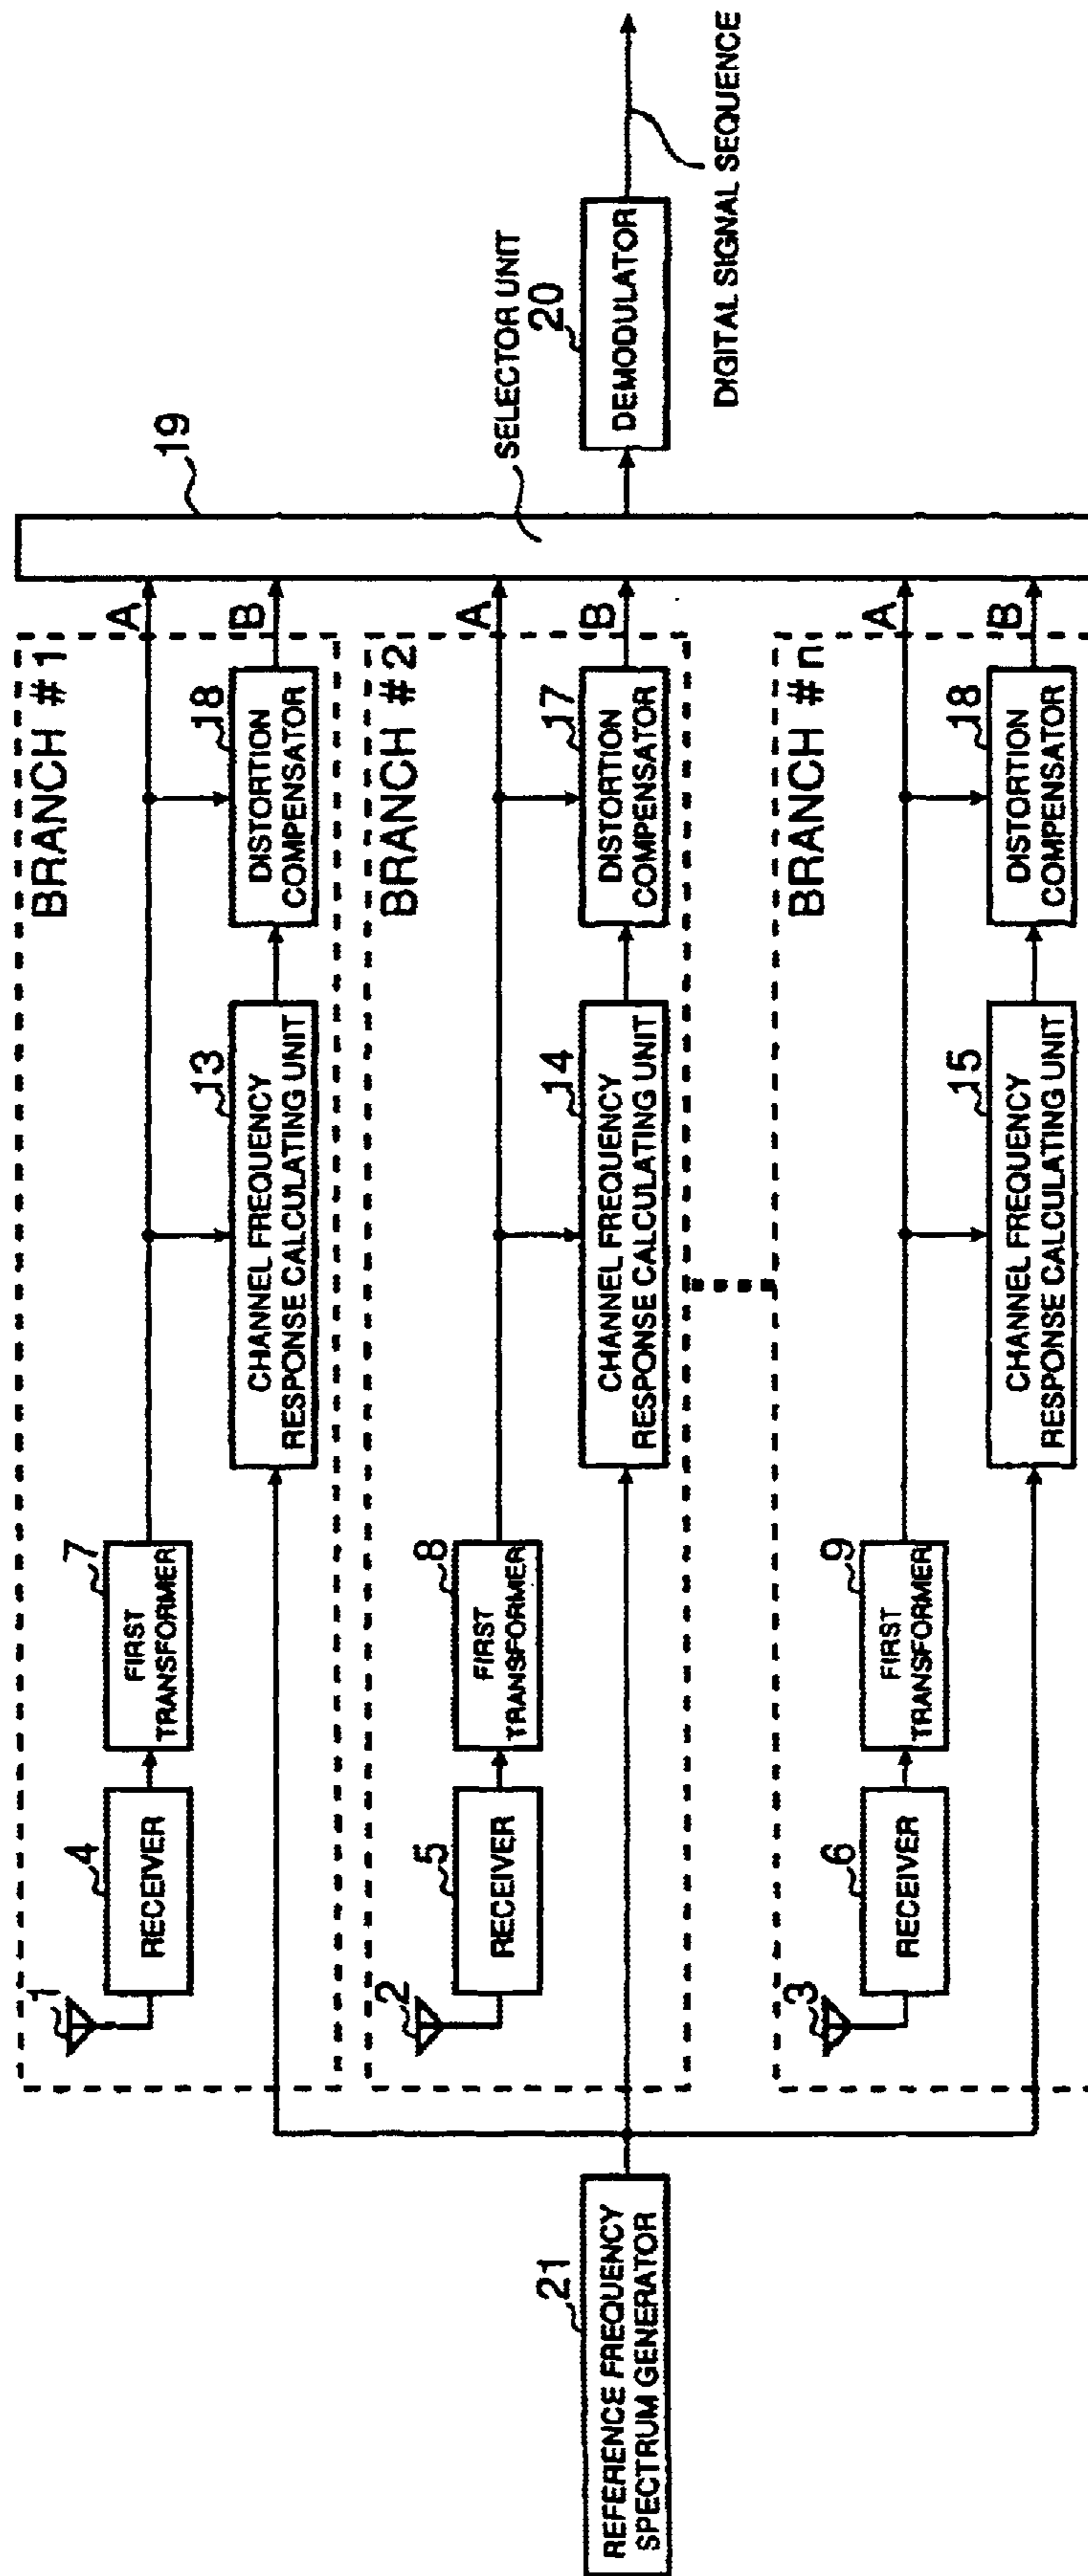 BRANCH #1
1
4
RECEIVER
7
FIRST
TRANSFORMER
13
CHANNEL FREQUENCY
RESPONSE CALCULATING UNIT
18
DISTORTION
COMPENSATOR
A
B
BRANCH #2
2
5
RECEIVER
8
FIRST
TRANSFORMER
14
CHANNEL FREQUENCY
RESPONSE CALCULATING UNIT
17
DISTORTION
COMPENSATOR
A
B
BRANCH #n
3
6
RECEIVER
9
FIRST
TRANSFORMER
15
CHANNEL FREQUENCY
RESPONSE CALCULATING UNIT
18
DISTORTION
COMPENSATOR
A
B
21
REFERENCE FREQUENCY
SPECTRUM GENERATOR
19
SELECTOR UNIT
20
DEMODULATOR
DIGITAL SIGNAL SEQUENCE